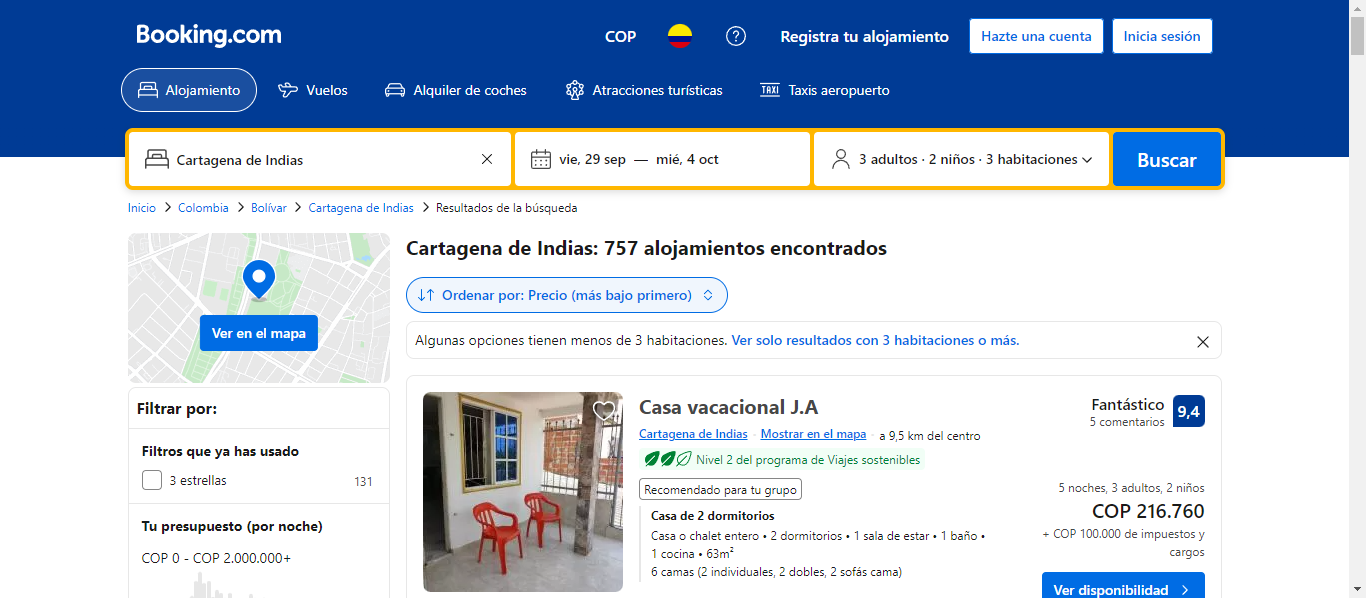 Booking.com
COP
Registra tu alojamiento
Hazte una cuenta
Inicia sesión
Alojamiento
Vuelos
Alquiler de coches
Atracciones turísticas
TAXI
Taxis aeropuerto
Cartagena de Indias
vie, 29 sep — mié, 4 oct
3 adultos · 2 niños · 3 habitaciones
Buscar
Inicio > Colombia > Bolívar > Cartagena de Indias > Resultados de la búsqueda
Ver en el mapa
Filtrar por:
Filtros que ya has usado
3 estrellas 131
Tu presupuesto (por noche)
COP 0 - COP 2.000.000+
Cartagena de Indias: 757 alojamientos encontrados
Ordenar por: Precio (más bajo primero)
Algunas opciones tienen menos de 3 habitaciones. Ver solo resultados con 3 habitaciones o más.
Casa vacacional J.A
Cartagena de Indias · Mostrar en el mapa · a 9,5 km del centro
Nivel 2 del programa de Viajes sostenibles
Recomendado para tu grupo
Casa de 2 dormitorios
Casa o chalet entero • 2 dormitorios • 1 sala de estar • 1 baño •
1 cocina • 63m²
6 camas (2 individuales, 2 dobles, 2 sofás cama)
Fantástico
5 comentarios
9,4
5 noches, 3 adultos, 2 niños
COP 216.760
+ COP 100.000 de impuestos y
cargos
Ver disponibilidad